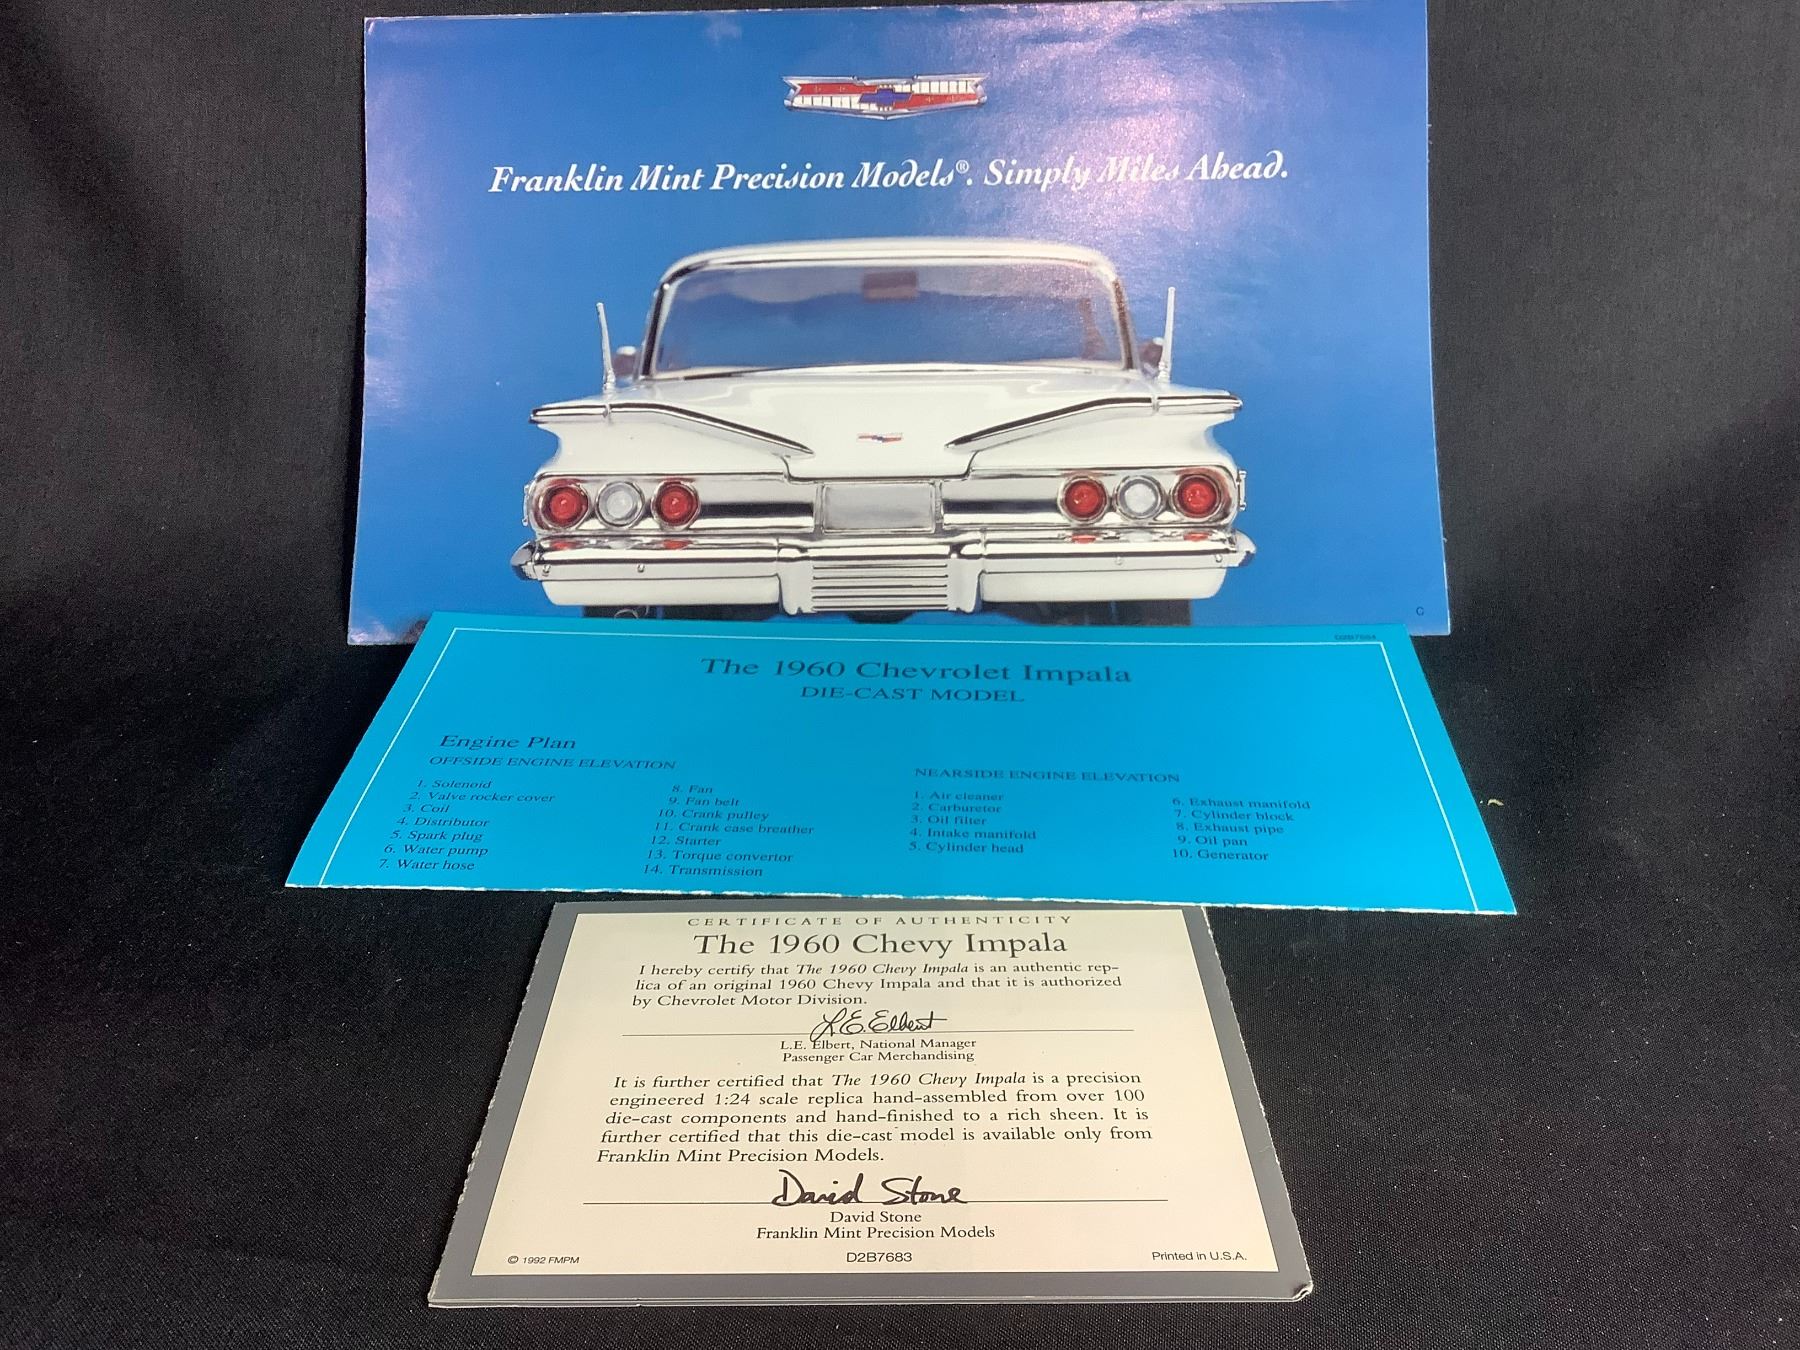 Franklin Mint Precision Models®. Simply Miles Ahead.
C
D2B7684
The 1960 Chevrolet Impala
DIE-CAST MODEL
Engine Plan
OFFSIDE ENGINE ELEVATION
1. Solenoid
2. Valve rocker cover
3. Coil
4. Distributor
5. Spark plug
6. Water pump
7. Water hose
8. Fan
9. Fan belt
10. Crank pulley
11. Crank case breather
12. Starter
13. Torque convertor
14. Transmission
NEARSIDE ENGINE ELEVATION
1. Air cleaner
2. Carburetor
3. Oil filter
4. Intake manifold
5. Cylinder head
6. Exhaust manifold
7. Cylinder block
8. Exhaust pipe
9. Oil pan
10. Generator
CERTIFICATE OF AUTHENTICITY
The 1960 Chevy Impala
I hereby certify that The 1960 Chevy Impala is an authentic rep-
lica of an original 1960 Chevy Impala and that it is authorized
by Chevrolet Motor Division.
L.E. Elbert
L.E. Elbert, National Manager
Passenger Car Merchandising
It is further certified that The 1960 Chevy Impala is a precision
engineered 1:24 scale replica hand-assembled from over 100
die-cast components and hand-finished to a rich sheen. It is
further certified that this die-cast model is available only from
Franklin Mint Precision Models.
David Stone
David Stone
Franklin Mint Precision Models
© 1992 FMPM
D2B7683
Printed in U.S.A.